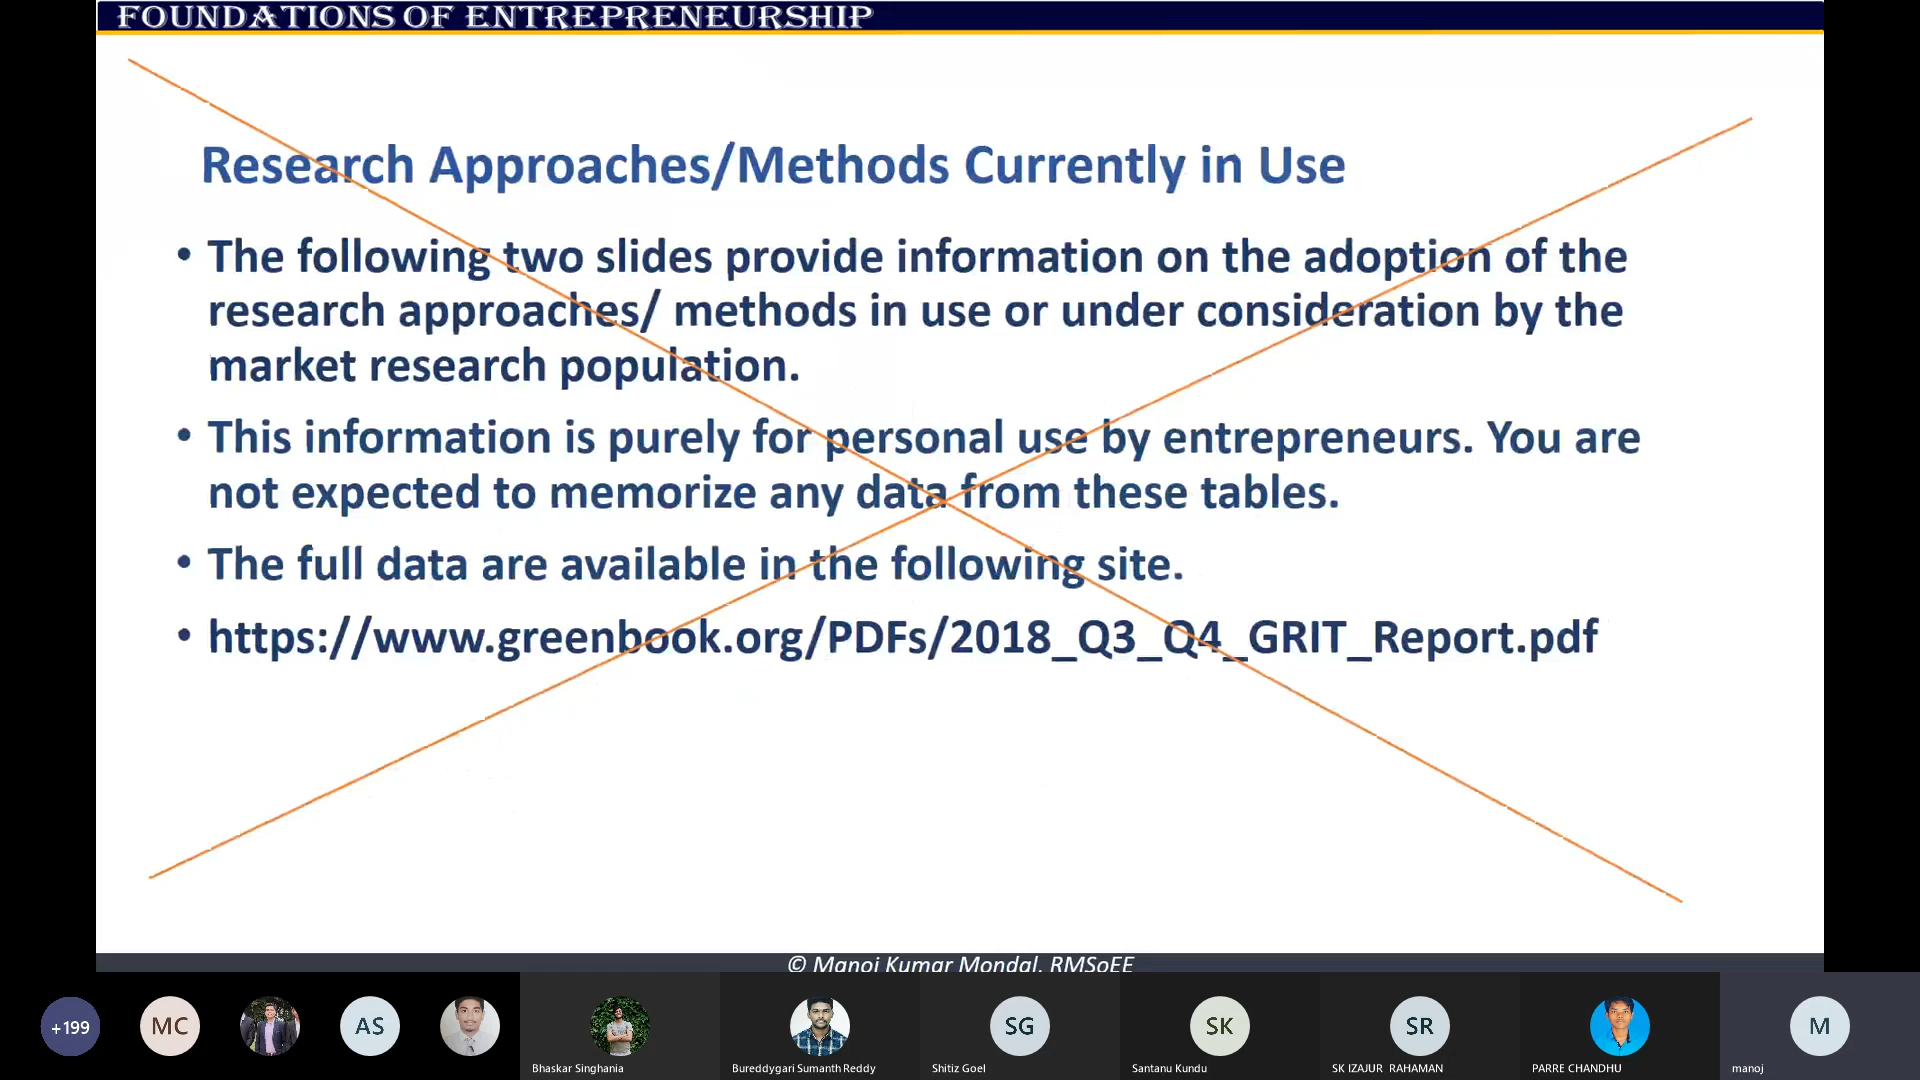 FOUNDATIONS OF ENTREPRENEURSHIP
Research Approaches/Methods Currently in Use
• The following two slides provide information on the adoption of the
research approaches/ methods in use or under consideration by the
market research population.
• This information is purely for personal use by entrepreneurs. You are
not expected to memorize any data from these tables.
• The full data are available in the following site.
• https://www.greenbook.org/PDFs/2018_Q3_Q4_GRIT_Report.pdf
© Manoj Kumar Mondal, RMSoEE
+199 MC AS SG SK SR M
Bhaskar Singhania Bureddygari Sumanth Reddy Shitiz Goel Santanu Kundu SK IZAJUR RAHAMAN PARRE CHANDHU manoj